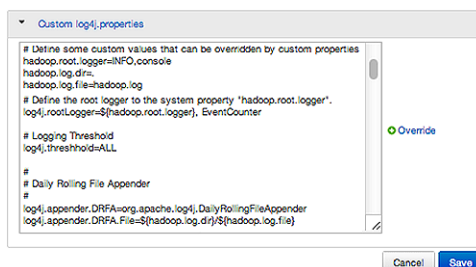 Custom log4j.properties
# Define some custom values that can be overridden by custom properties
hadoop.root.logger=INFO,console
hadoop.log.dir=.
hadoop.log.file=hadoop.log
# Define the root logger to the system property "hadoop.root.logger".
log4j.rootLogger=${hadoop.root.logger}, EventCounter
# Logging Threshold
log4j.threshhold=ALL
#
# Daily Rolling File Appender
#
log4j.appender.DRFA=org.apache.log4j.DailyRollingFileAppender
log4j.appender.DRFA.File=${hadoop.log.dir}/${hadoop.log.file}
Override
Cancel
Save